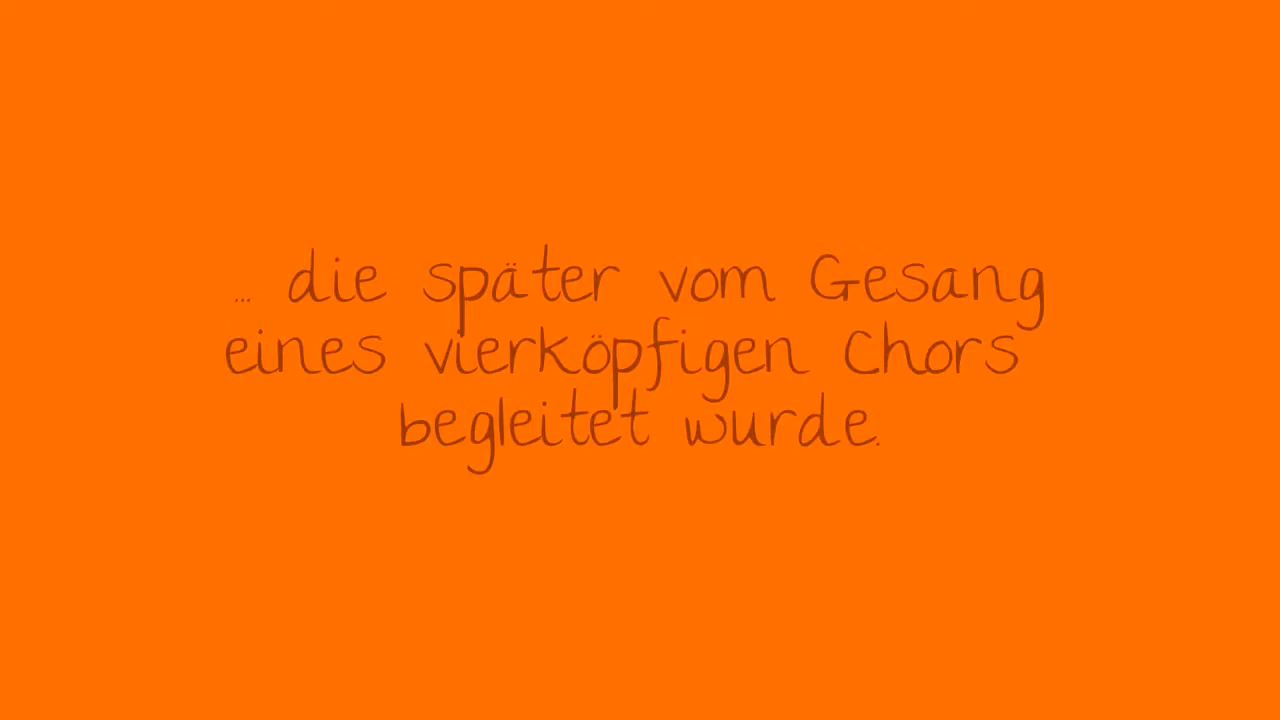 ... die später vom Gesang
eines vierköpfigen Chors
begleitet wurde.